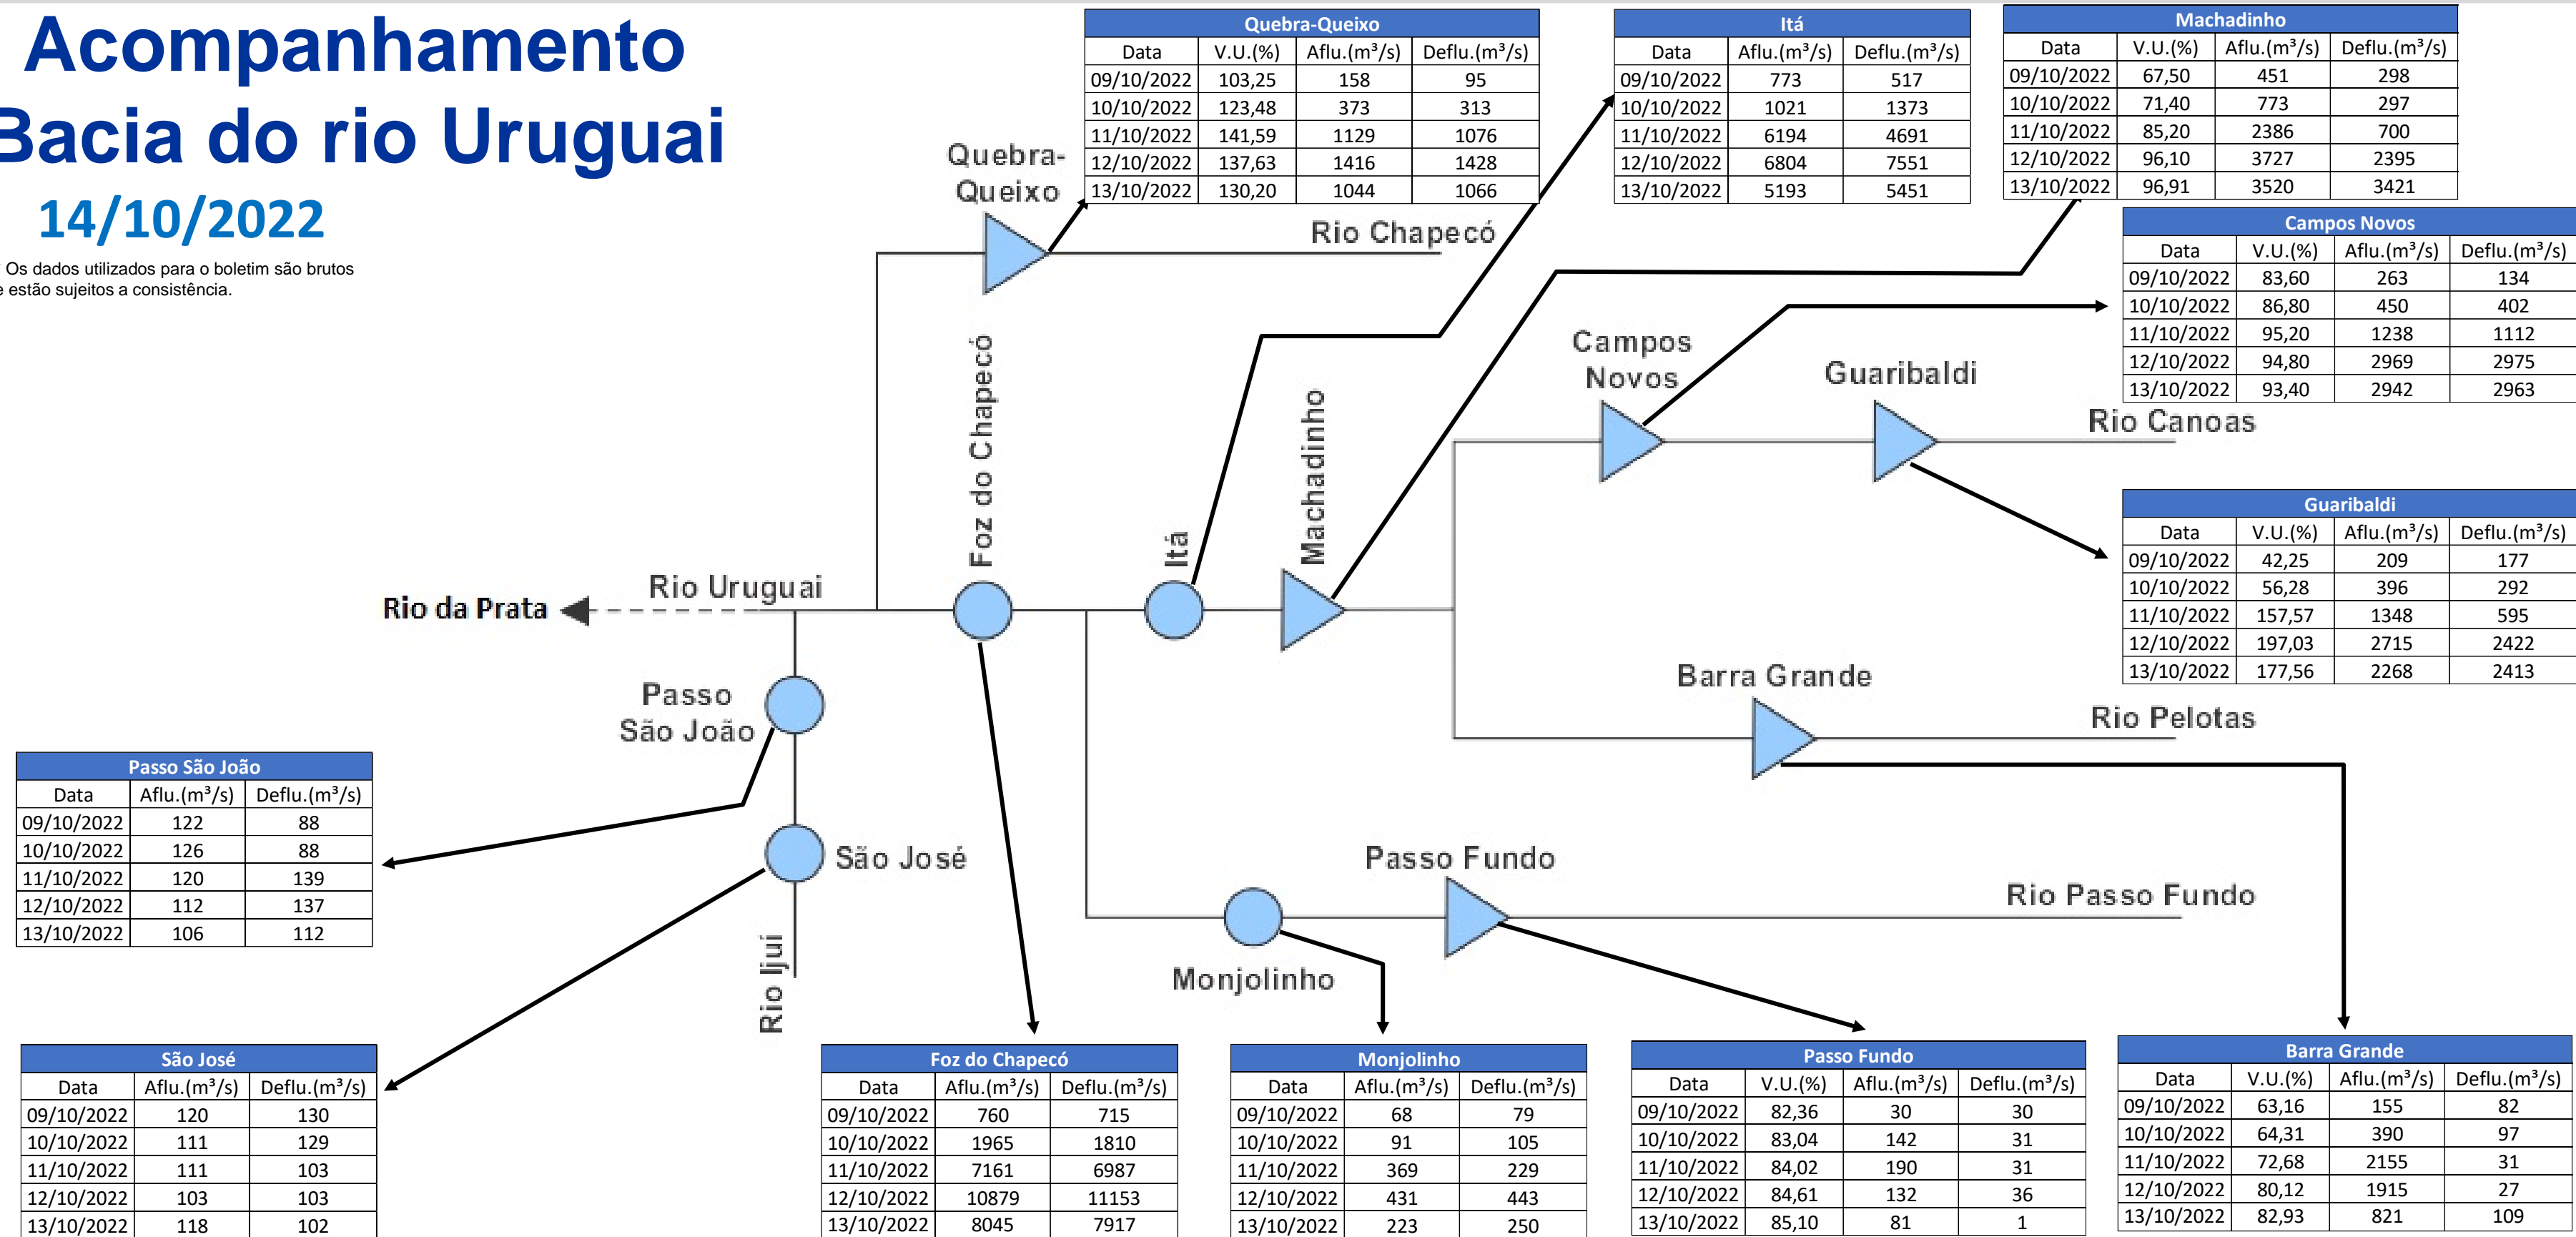 Acompanhamento
Bacia do rio Uruguai
14/10/2022
Os dados utilizados para o boletim são brutos
e estão sujeitos a consistência.
Quebra-Queixo
Data V.U.(%) Aflu.(m³/s) Deflu.(m³/s)
09/10/2022 103,25 158 95
10/10/2022 123,48 373 313
11/10/2022 141,59 1129 1076
12/10/2022 137,63 1416 1428
13/10/2022 130,20 1044 1066
Itá
Data Aflu.(m³/s) Deflu.(m³/s)
09/10/2022 773 517
10/10/2022 1021 1373
11/10/2022 6194 4691
12/10/2022 6804 7551
13/10/2022 5193 5451
Machadinho
Data V.U.(%) Aflu.(m³/s) Deflu.(m³/s)
09/10/2022 67,50 451 298
10/10/2022 71,40 773 297
11/10/2022 85,20 2386 700
12/10/2022 96,10 3727 2395
13/10/2022 96,91 3520 3421
Campos Novos
Data V.U.(%) Aflu.(m³/s) Deflu.(m³/s)
09/10/2022 83,60 263 134
10/10/2022 86,80 450 402
11/10/2022 95,20 1238 1112
12/10/2022 94,80 2969 2975
13/10/2022 93,40 2942 2963
Guaribaldi
Data V.U.(%) Aflu.(m³/s) Deflu.(m³/s)
09/10/2022 42,25 209 177
10/10/2022 56,28 396 292
11/10/2022 157,57 1348 595
12/10/2022 197,03 2715 2422
13/10/2022 177,56 2268 2413
Quebra-
Queixo
Rio Chapecó
Foz do Chapecó
Itá
Machadinho
Campos
Novos
Guaribaldi
Rio Canoas
Rio Uruguai
Rio da Prata
Barra Grande
Rio Pelotas
Passo
São João
São José
Rio Ijuí
Passo Fundo
Rio Passo Fundo
Monjolinho
Passo São João
Data Aflu.(m³/s) Deflu.(m³/s)
09/10/2022 122 88
10/10/2022 126 88
11/10/2022 120 139
12/10/2022 112 137
13/10/2022 106 112
São José
Data Aflu.(m³/s) Deflu.(m³/s)
09/10/2022 120 130
10/10/2022 111 129
11/10/2022 111 103
12/10/2022 103 103
13/10/2022 118 102
Foz do Chapecó
Data Aflu.(m³/s) Deflu.(m³/s)
09/10/2022 760 715
10/10/2022 1965 1810
11/10/2022 7161 6987
12/10/2022 10879 11153
13/10/2022 8045 7917
Monjolinho
Data Aflu.(m³/s) Deflu.(m³/s)
09/10/2022 68 79
10/10/2022 91 105
11/10/2022 369 229
12/10/2022 431 443
13/10/2022 223 250
Passo Fundo
Data V.U.(%) Aflu.(m³/s) Deflu.(m³/s)
09/10/2022 82,36 30 30
10/10/2022 83,04 142 31
11/10/2022 84,02 190 31
12/10/2022 84,61 132 36
13/10/2022 85,10 81 1
Barra Grande
Data V.U.(%) Aflu.(m³/s) Deflu.(m³/s)
09/10/2022 63,16 155 82
10/10/2022 64,31 390 97
11/10/2022 72,68 2155 31
12/10/2022 80,12 1915 27
13/10/2022 82,93 821 109